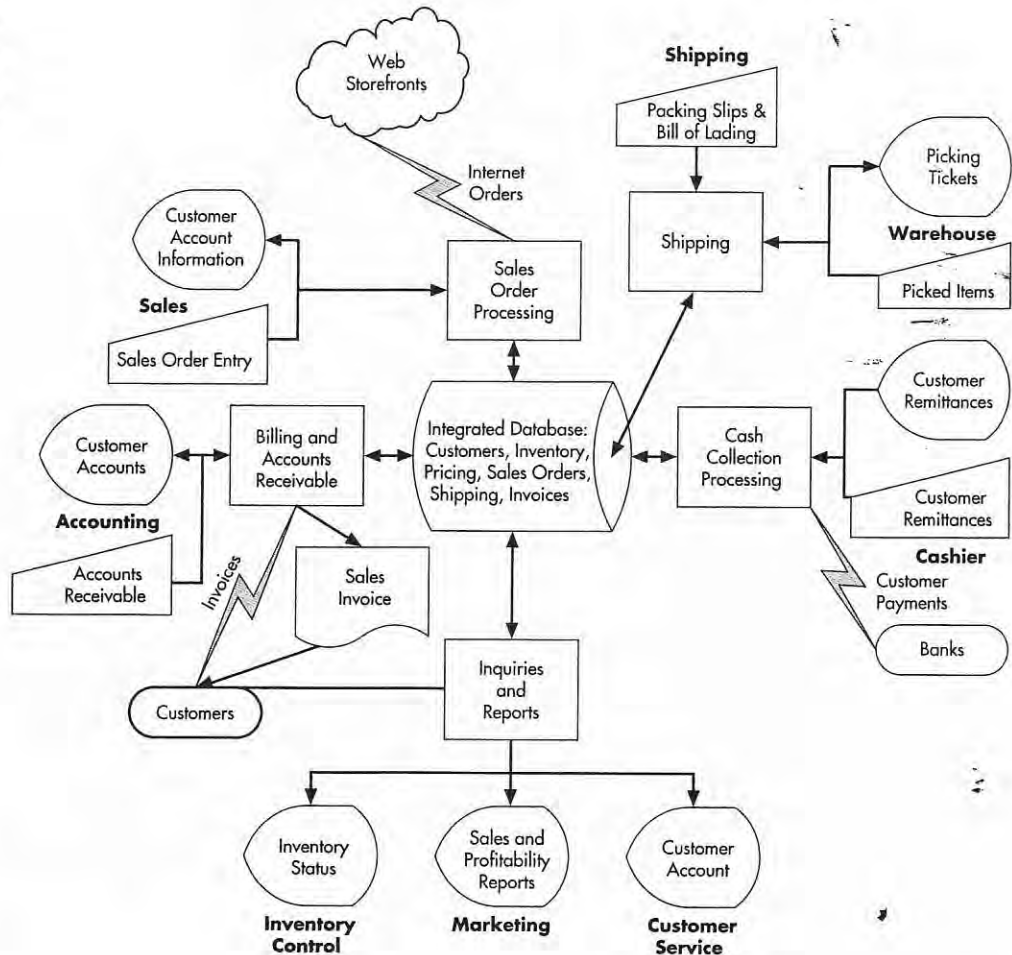 Web
Storefronts
Internet
Orders
Shipping
Packing Slips &
Bill of Lading
Shipping
Picking
Tickets
Warehouse
Picked Items
Customer
Account
Information
Sales
Sales Order Entry
Sales
Order
Processing
Customer
Accounts
Accounting
Accounts
Receivable
Billing and
Accounts
Receivable
Integrated Database:
Customers, Inventory,
Pricing, Sales Orders,
Shipping, Invoices
Cash
Collection
Processing
Customer
Remittances
Customer
Remittances
Cashier
Customer
Payments
Banks
Invoices
Sales
Invoice
Customers
Inquiries
and
Reports
Inventory
Status
Inventory
Control
Sales and
Profitability
Reports
Marketing
Customer
Account
Customer
Service